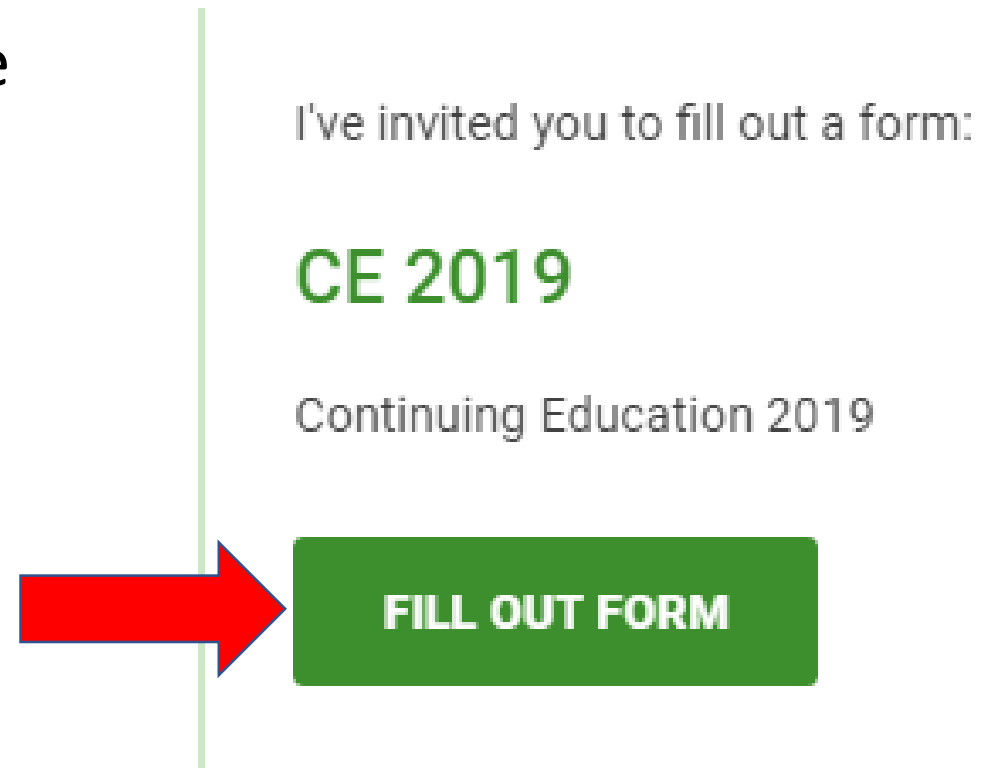 e
I've invited you to fill out a form:
CE 2019
Continuing Education 2019
FILL OUT FORM